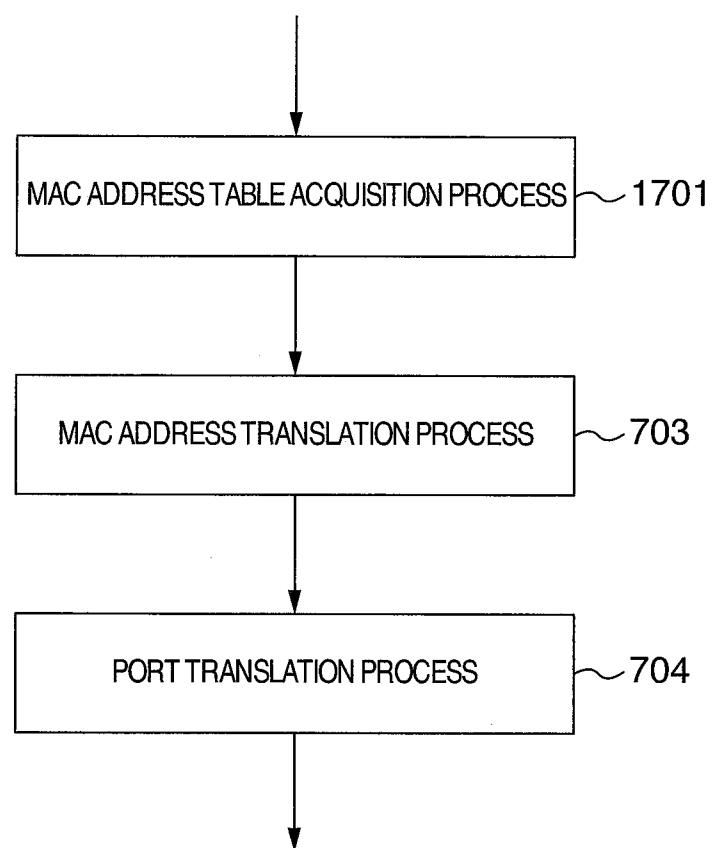 MAC ADDRESS TABLE ACQUISITION PROCESS 1701
MAC ADDRESS TRANSLATION PROCESS 703
PORT TRANSLATION PROCESS 704